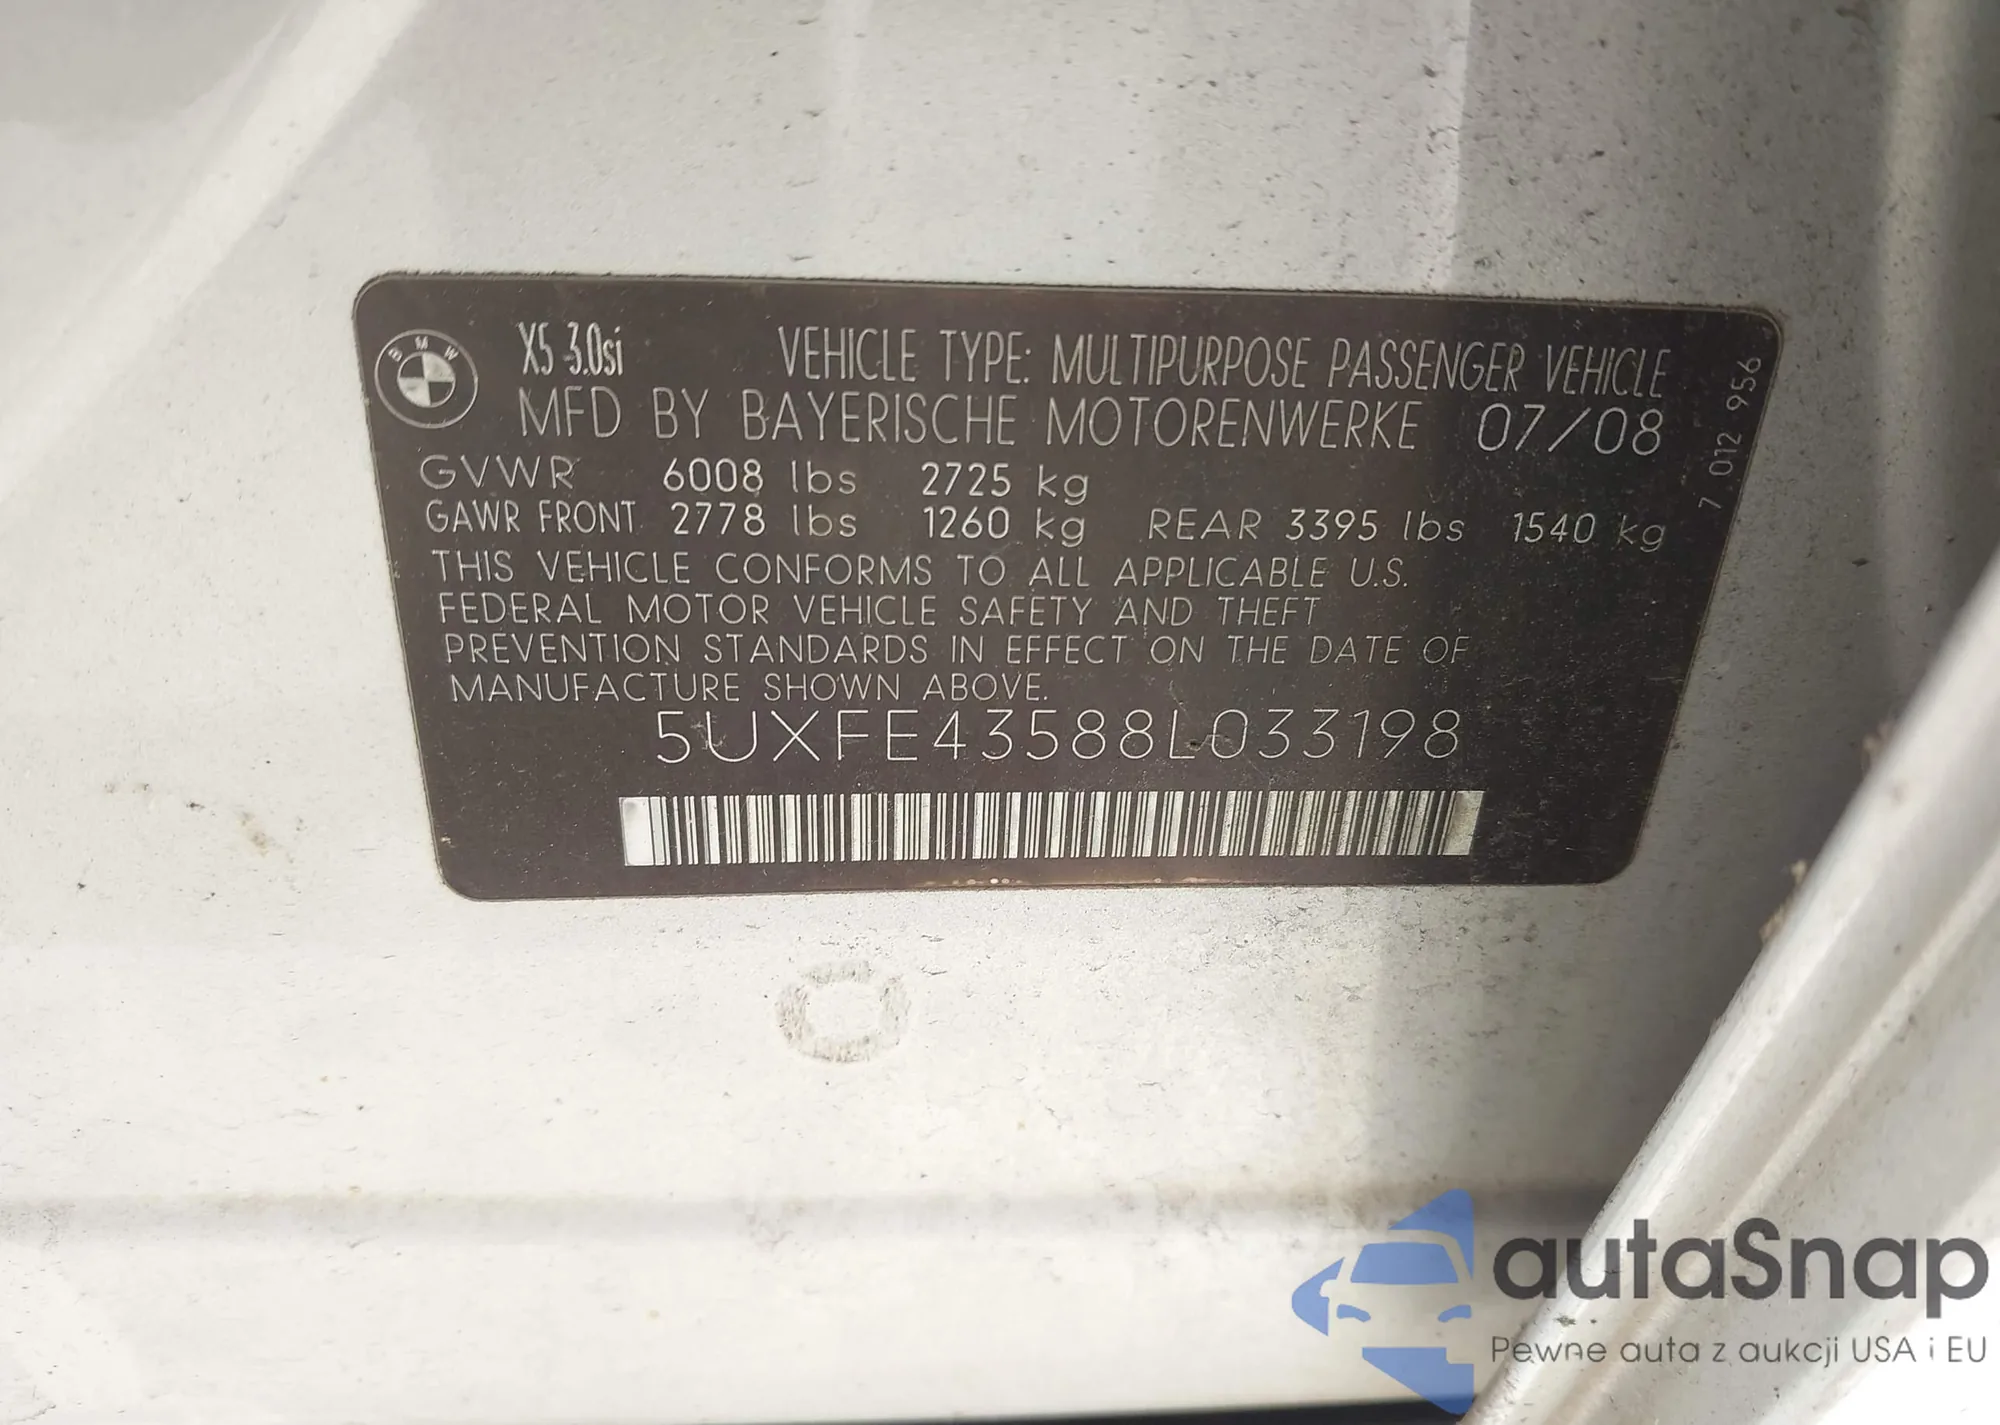 BMW
X5 3.0si VEHICLE TYPE: MULTIPURPOSE PASSENGER VEHICLE
MFD BY BAYERISCHE MOTORENWERKE 07/08
GVWR 6008 lbs 2725 kg
GAWR FRONT 2778 lbs 1260 kg REAR 3395 lbs 1540 kg
THIS VEHICLE CONFORMS TO ALL APPLICABLE U.S.
FEDERAL MOTOR VEHICLE SAFETY AND THEFT
PREVENTION STANDARDS IN EFFECT ON THE DATE OF
MANUFACTURE SHOWN ABOVE.
5UXFE43588L033198
7 012 956
autaSnap
Pewne auta z aukcji USA i EU